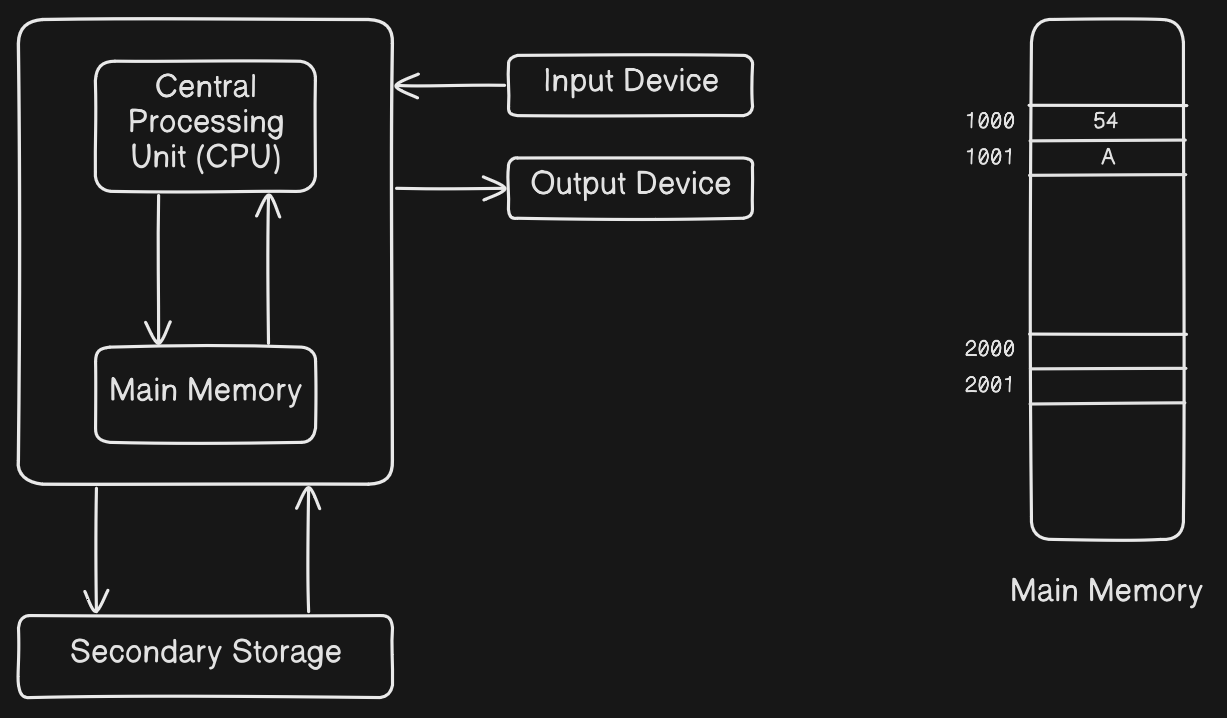 Central
Processing
Unit (CPU)
Input Device
Output Device
Main Memory
Secondary Storage
1000 54
1001 A
2000
2001
Main Memory